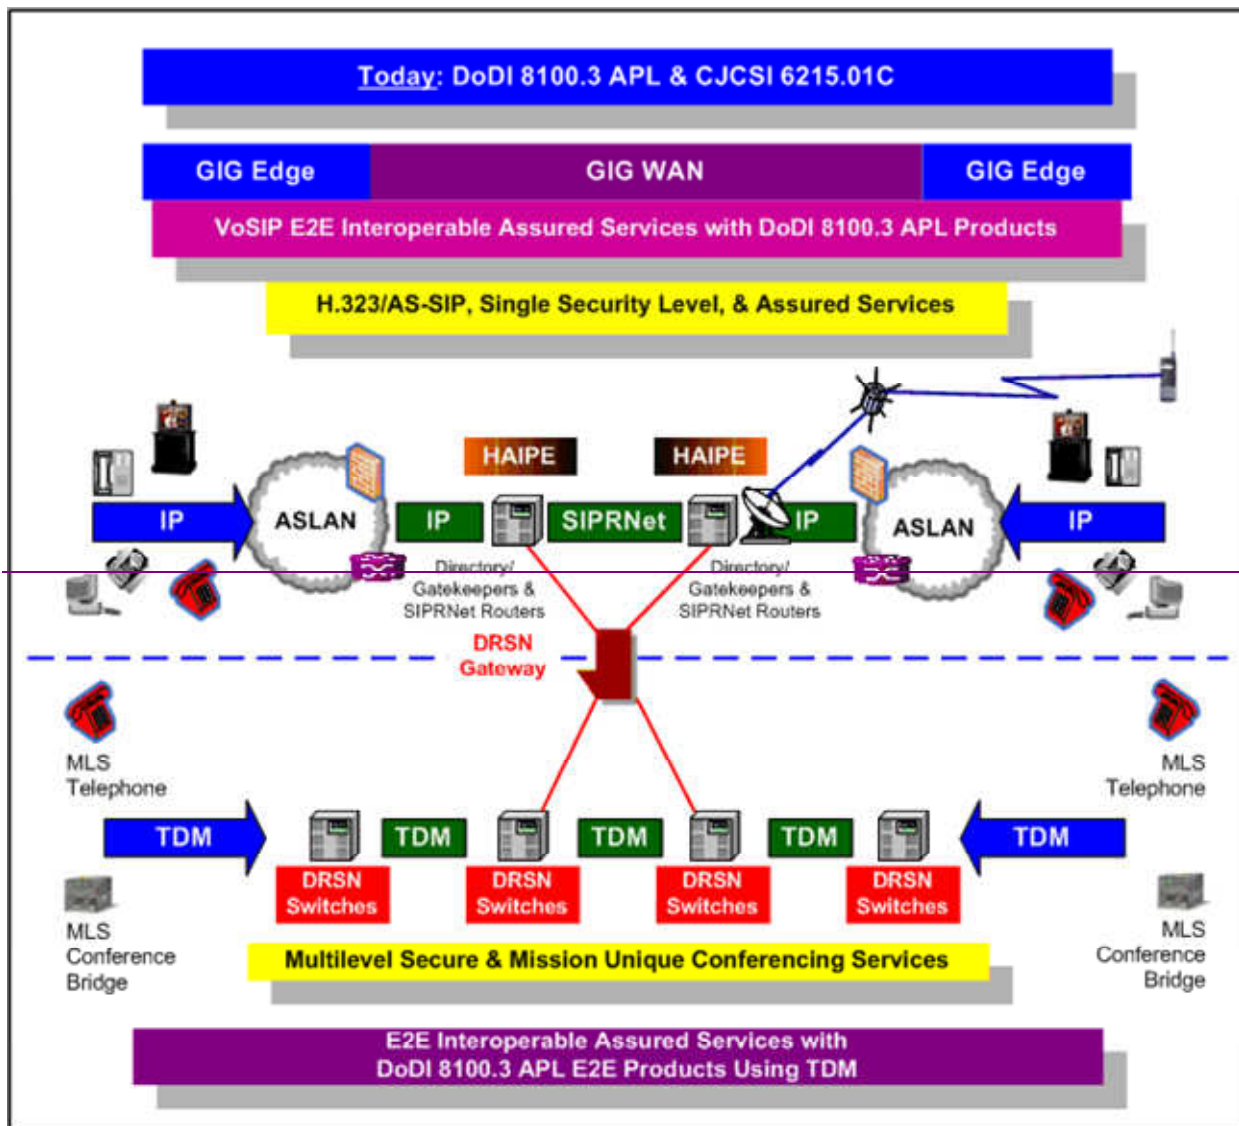 Today: DoDI 8100.3 APL & CJCSI 6215.01C
GIG Edge
GIG WAN
GIG Edge
VoSIP E2E Interoperable Assured Services with DoDI 8100.3 APL Products
H.323/AS-SIP, Single Security Level, & Assured Services
HAIPE
HAIPE
IP
ASLAN
IP
SIPRNet
IP
ASLAN
IP
Directory/
Gatekeepers &
SIPRNet Routers
Directory/
Gatekeepers &
SIPRNet Routers
DRSN
Gateway
MLS
Telephone
MLS
Telephone
TDM
TDM
TDM
TDM
TDM
DRSN
Switches
DRSN
Switches
DRSN
Switches
DRSN
Switches
MLS
Conference
Bridge
MLS
Conference
Bridge
Multilevel Secure & Mission Unique Conferencing Services
E2E Interoperable Assured Services with
DoDI 8100.3 APL E2E Products Using TDM